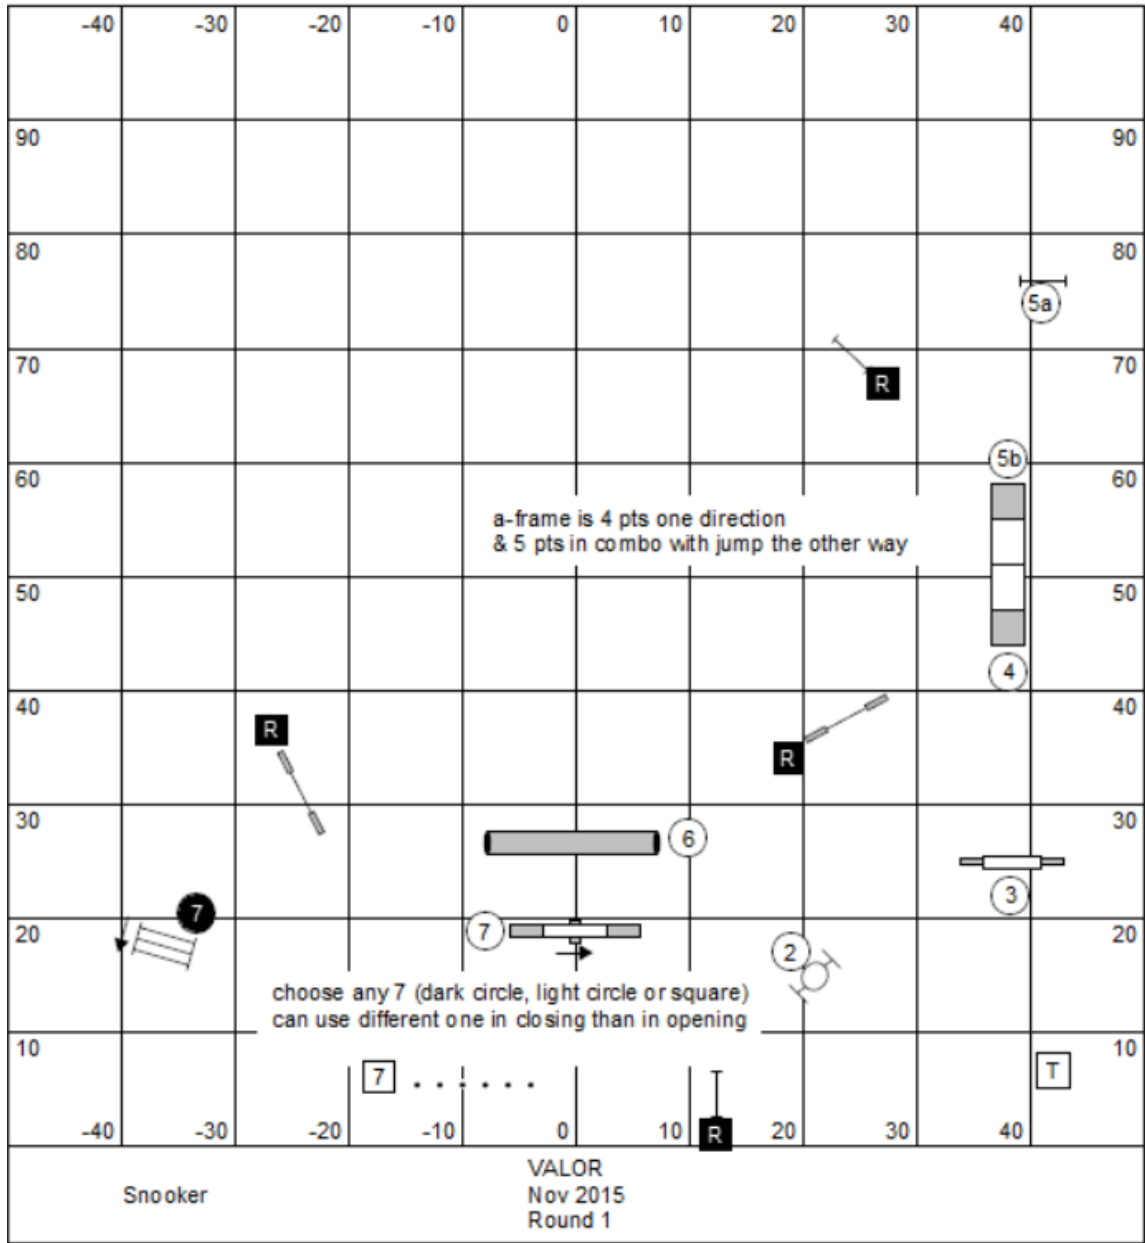 -40 -30 -20 -10 0 10 20 30 40
90 90
80 80
5a
70 70
R
60 5b 60
a-frame is 4 pts one direction
& 5 pts in combo with jump the other way
50 50
4
40 40
R
R
30 30
6
3
7
20 20
7
2
choose any 7 (dark circle, light circle or square)
can use different one in closing than in opening
10 10
7
T
R
-40 -30 -20 -10 0 10 20 30 40
VALOR
Snooker Nov 2015
Round 1